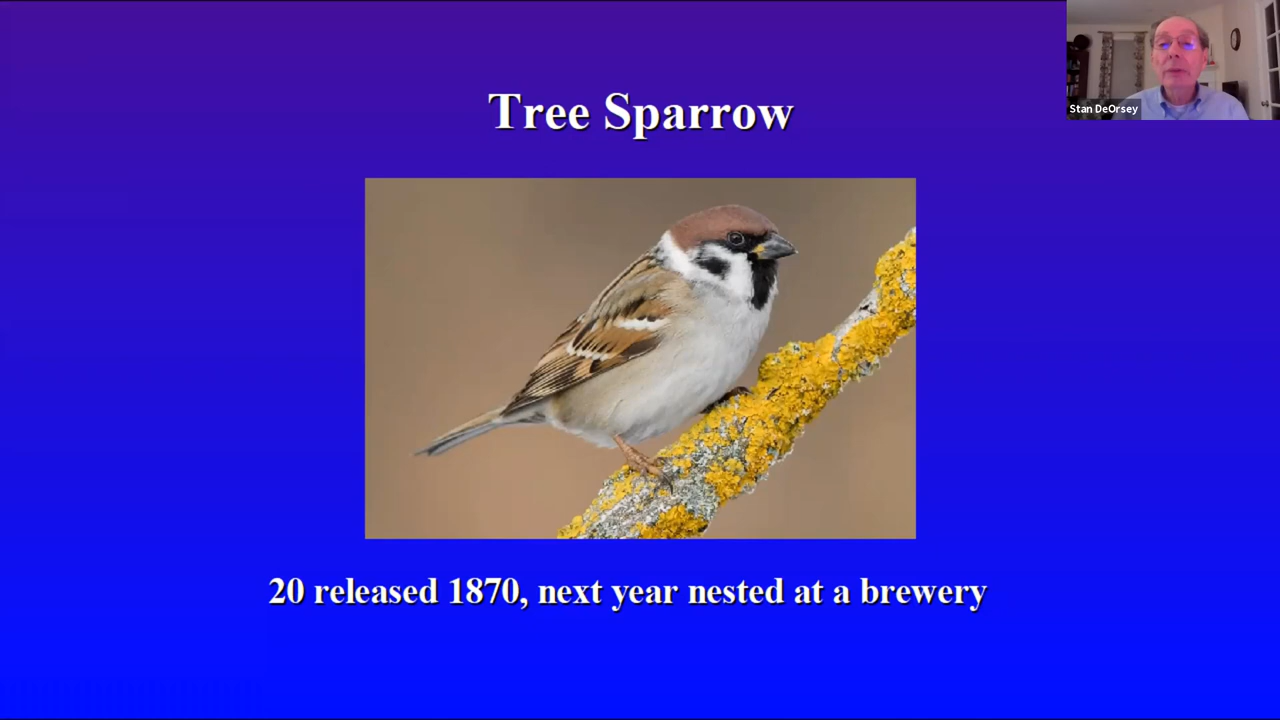 Tree Sparrow
Stan DeOrsey
20 released 1870, next year nested at a brewery